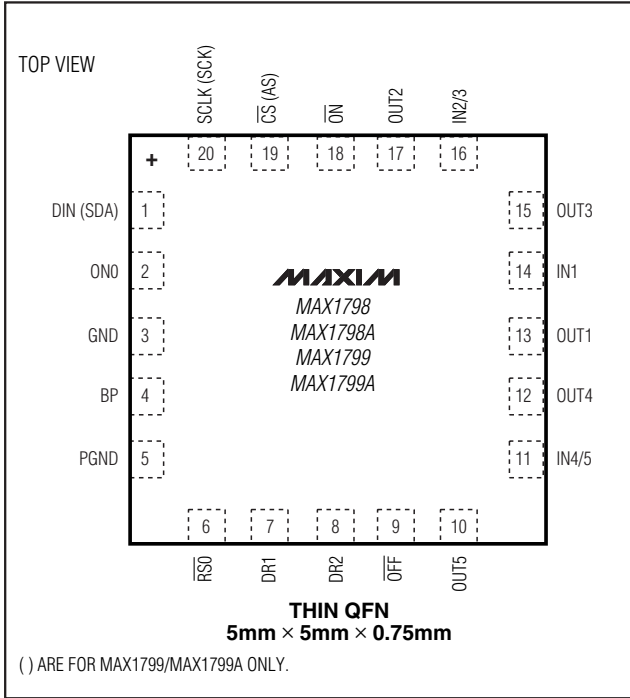 TOP VIEW
SCLK (SCK)
CS (AS)
ON
OUT2
IN2/3
+
20
19
18
17
16
DIN (SDA) 1
ON0 2
GND 3
BP 4
PGND 5
MAXIM
MAX1798
MAX1798A
MAX1799
MAX1799A
15 OUT3
14 IN1
13 OUT1
12 OUT4
11 IN4/5
6
7
8
9
10
RS0
DR1
DR2
OFF
OUT5
THIN QFN
5mm × 5mm × 0.75mm
( ) ARE FOR MAX1799/MAX1799A ONLY.